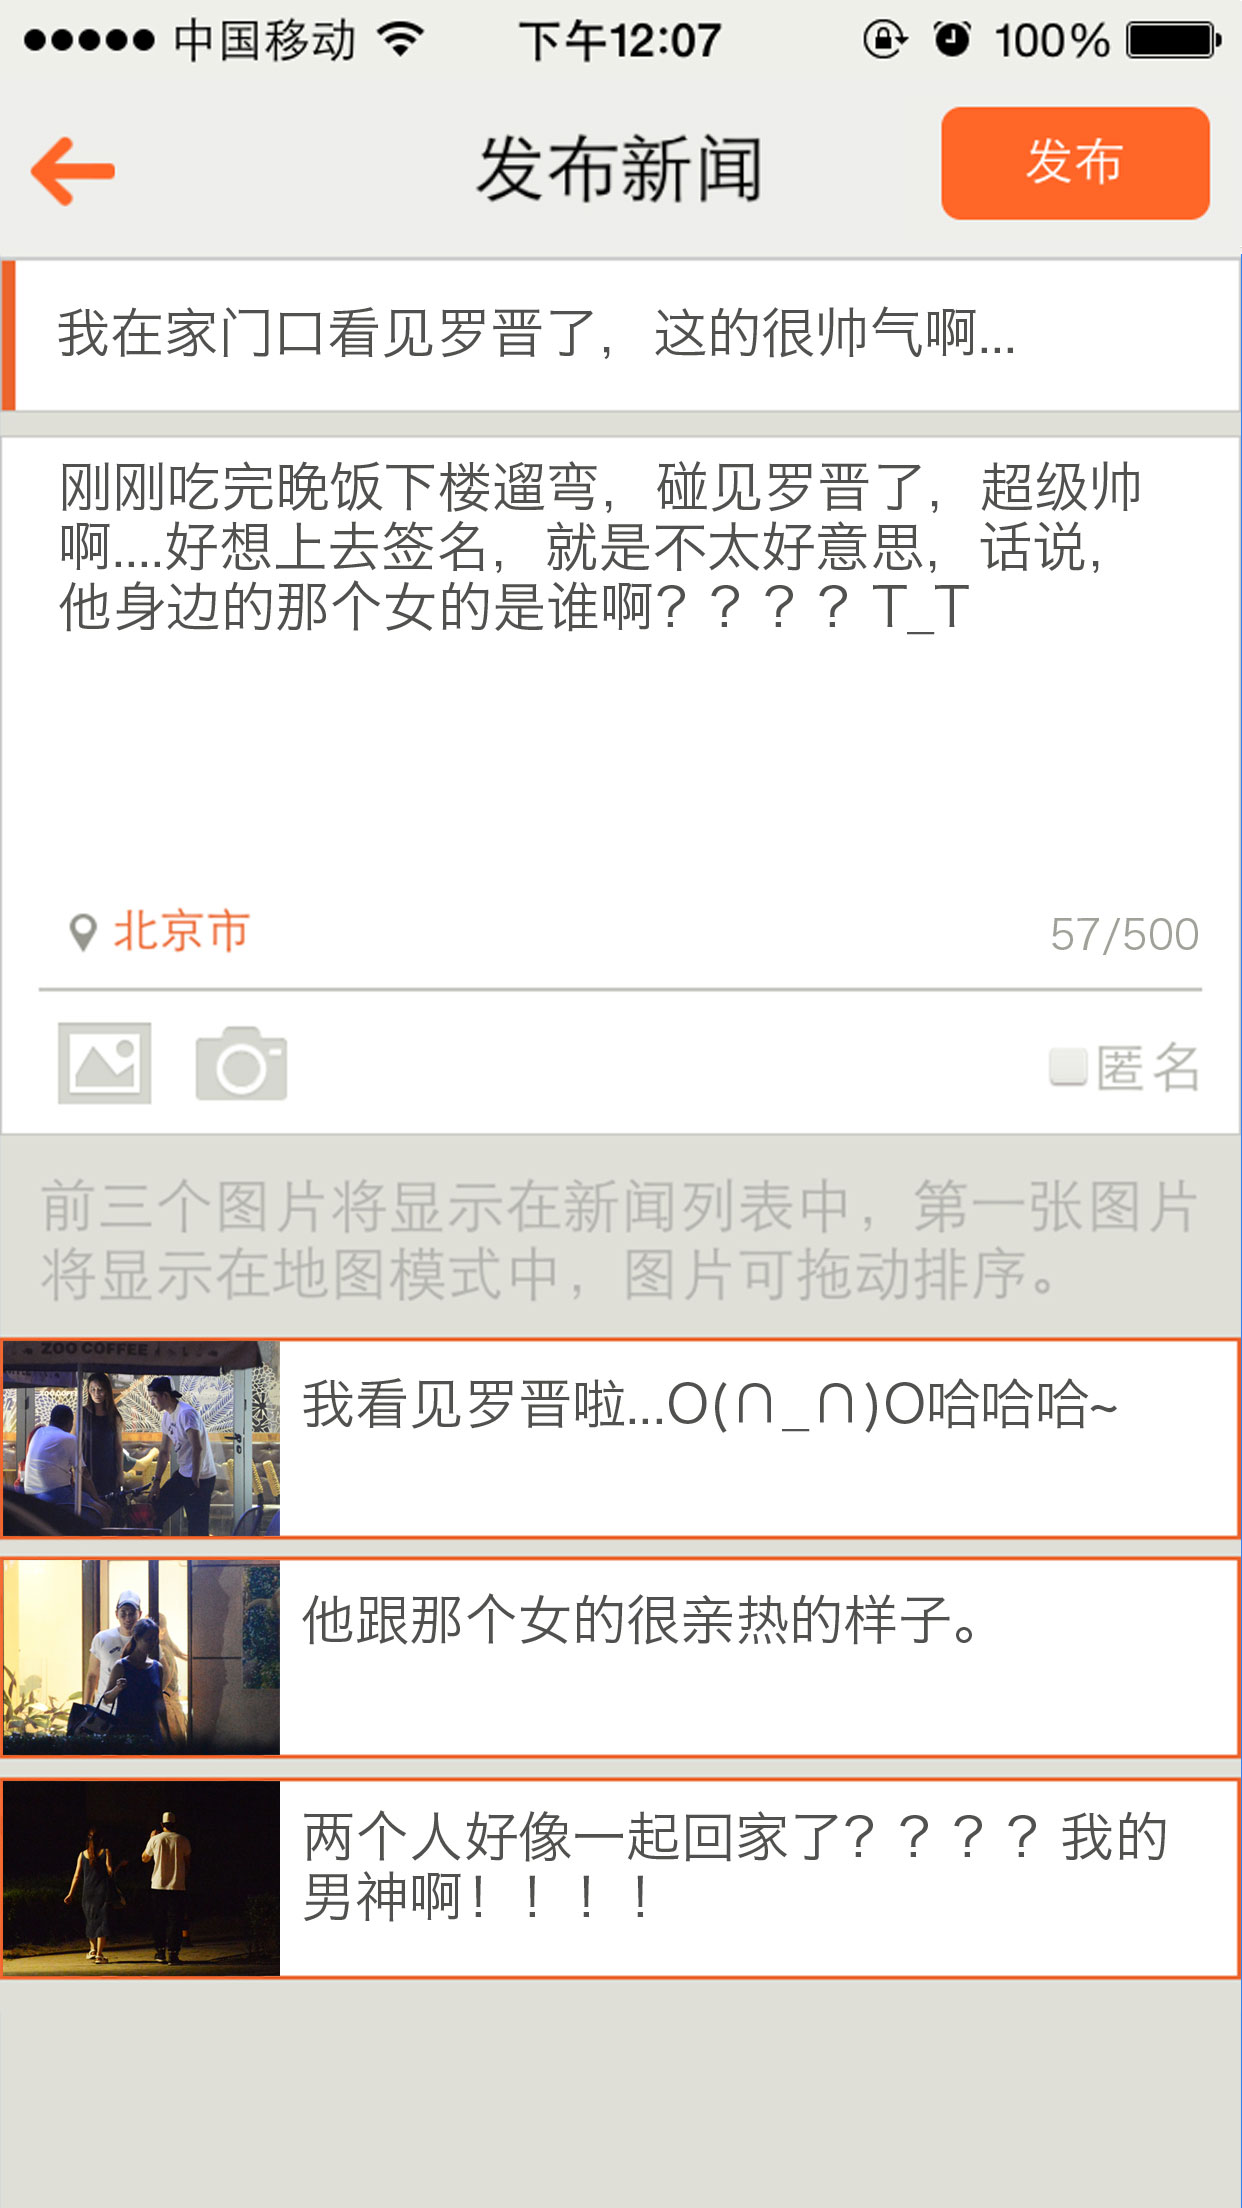 中国移动 下午12:07 100%
发布新闻
发布
我在家门口看见罗晋了，这的很帅气啊...
刚刚吃完晚饭下楼遛弯，碰见罗晋了，超级帅
啊....好想上去签名，就是不太好意思，话说，
他身边的那个女的是谁啊？？？？T_T
北京市 57/500
匿名
前三个图片将显示在新闻列表中，第一张图片
将显示在地图模式中，图片可拖动排序。
ZOO COFFEE
我看见罗晋啦...O(∩_∩)O哈哈哈~
他跟那个女的很亲热的样子。
两个人好像一起回家了？？？？我的
男神啊！！！！